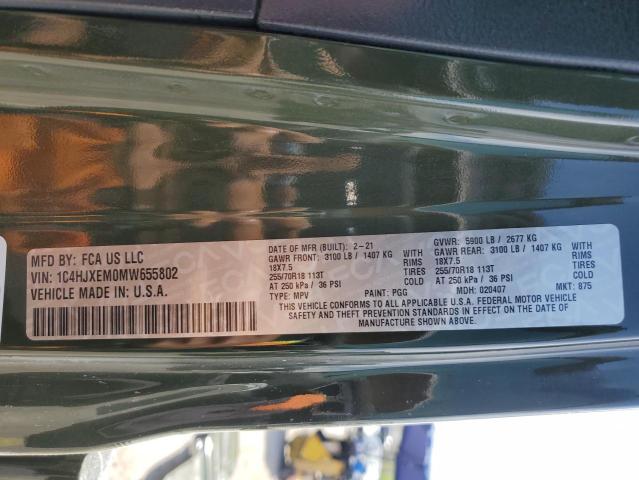 MFD BY: FCA US LLC
VIN: 1C4HJXEM0MW655802
VEHICLE MADE IN U.S.A.
DATE OF MFR (BUILT): 2-21
GAWR FRONT: 3100 LB / 1407 KG WITH
18X7.5 RIMS
255/70R18 113T TIRES
AT 250 kPa / 36 PSI COLD
TYPE: MPV PAINT: PGG
GVWR: 5900 LB / 2677 KG
GAWR REAR: 3100 LB / 1407 KG WITH
18X7.5 RIMS
255/70R18 113T TIRES
AT 250 kPa / 36 PSI COLD
MDH: 020407 MKT: 875
THIS VEHICLE CONFORMS TO ALL APPLICABLE U.S.A. FEDERAL MOTOR VEHICLE
SAFETY AND THEFT PREVENTION STANDARDS IN EFFECT ON THE DATE OF
MANUFACTURE SHOWN ABOVE.